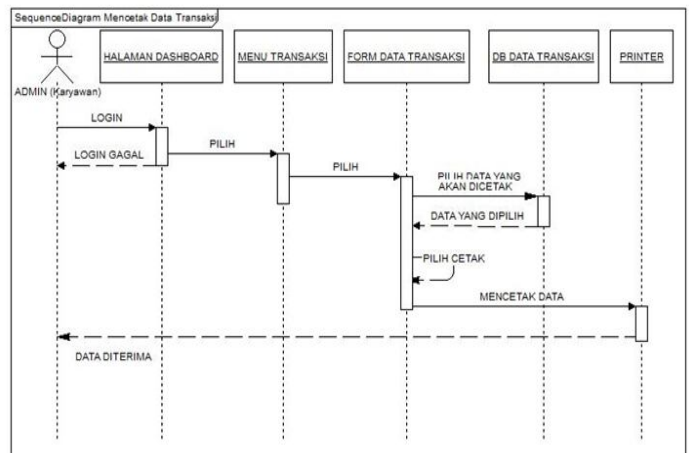 SequenceDiagram Mencetak Data Transaksi
HALAMAN DASHBOARD
MENU TRANSAKSI
FORM DATA TRANSAKSI
DB DATA TRANSAKSI
PRINTER
ADMIN (Karyawan)
LOGIN
PILIH
LOGIN GAGAL
PILIH
PILIH DATA YANG
AKAN DICETAK
DATA YANG DIPILIH
PILIH CETAK
MENCETAK DATA
DATA DITERIMA